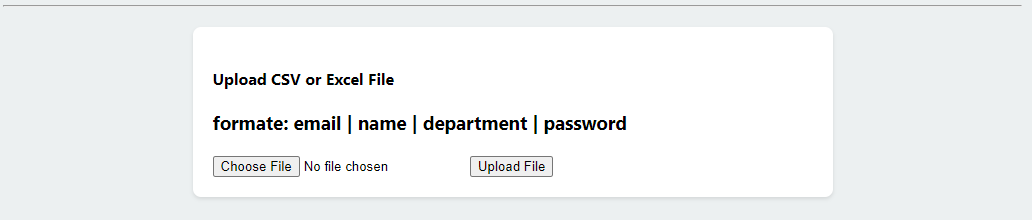 Upload CSV or Excel File
formate: email | name | department | password
Choose File No file chosen Upload File